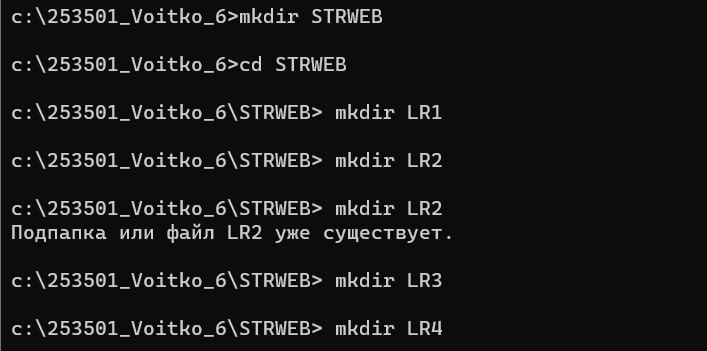 c:\253501_Voitko_6>mkdir STRWEB
c:\253501_Voitko_6>cd STRWEB
c:\253501_Voitko_6\STRWEB> mkdir LR1
c:\253501_Voitko_6\STRWEB> mkdir LR2
c:\253501_Voitko_6\STRWEB> mkdir LR2
Подпапка или файл LR2 уже существует.
c:\253501_Voitko_6\STRWEB> mkdir LR3
c:\253501_Voitko_6\STRWEB> mkdir LR4